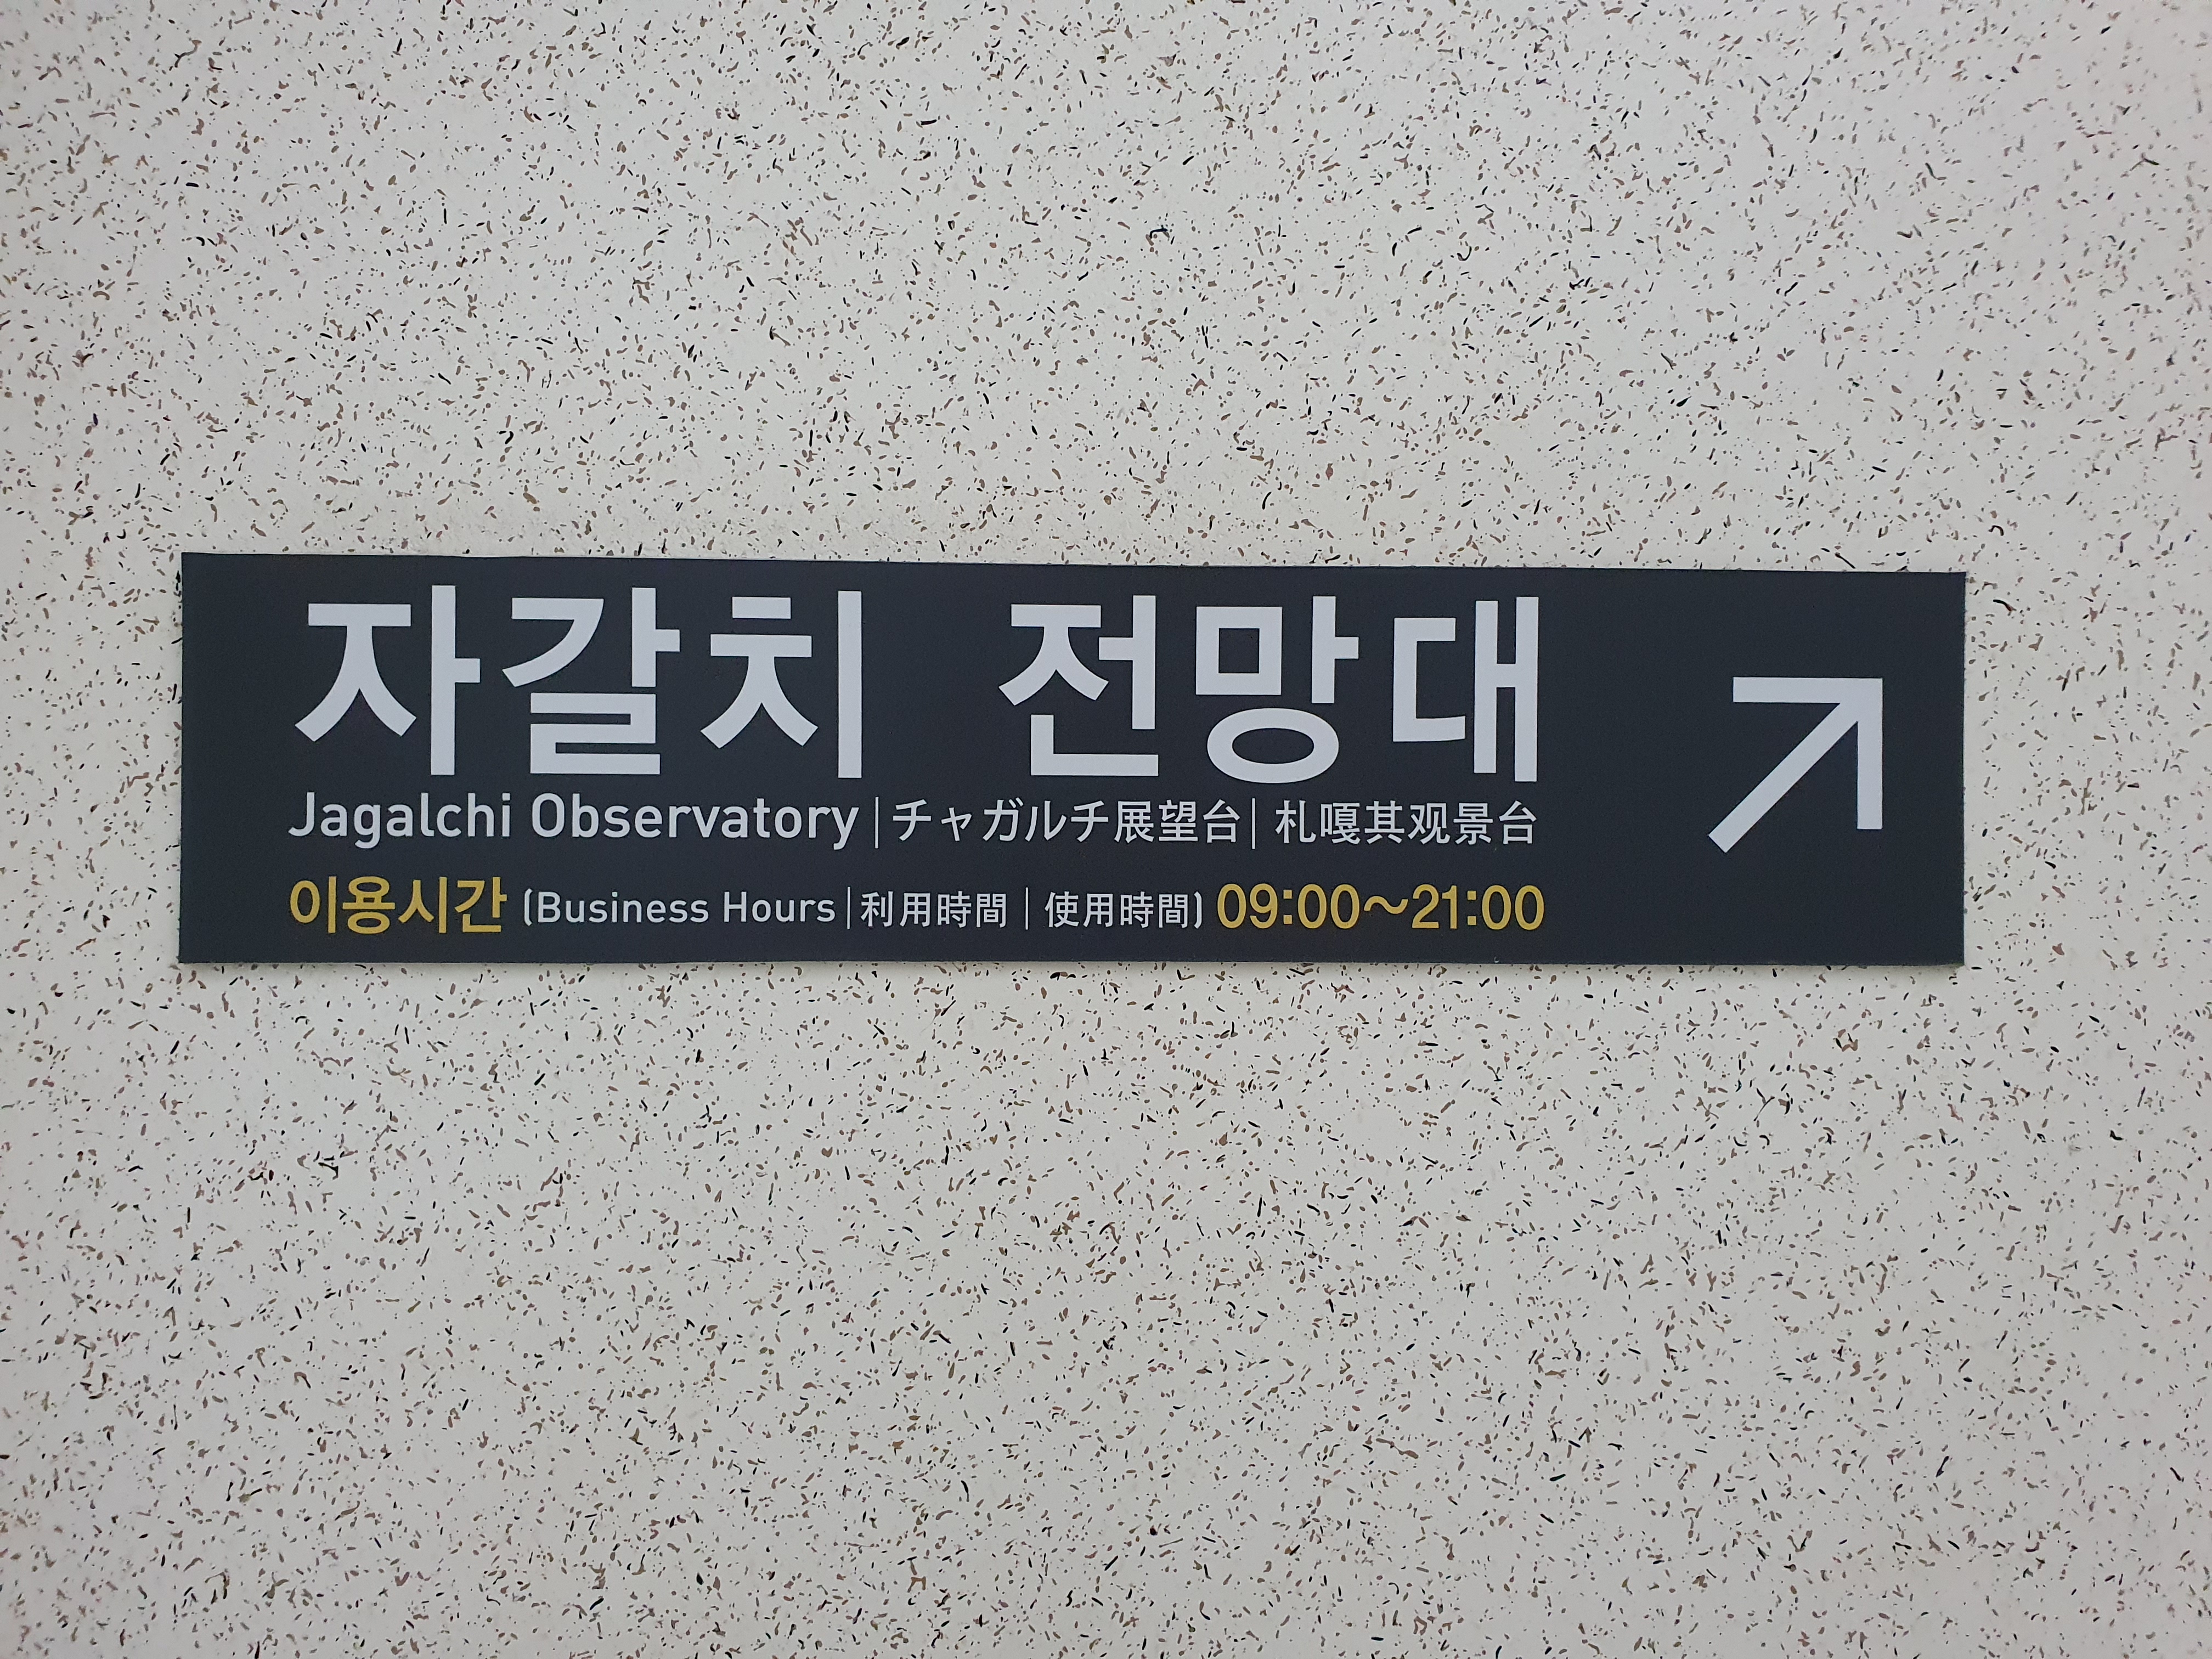 자갈치 전망대
Jagalchi Observatory|チャガルチ展望台| 札嘎其观景台
이용시간 (Business Hours|利用時間|使用時間) 09:00~21:00